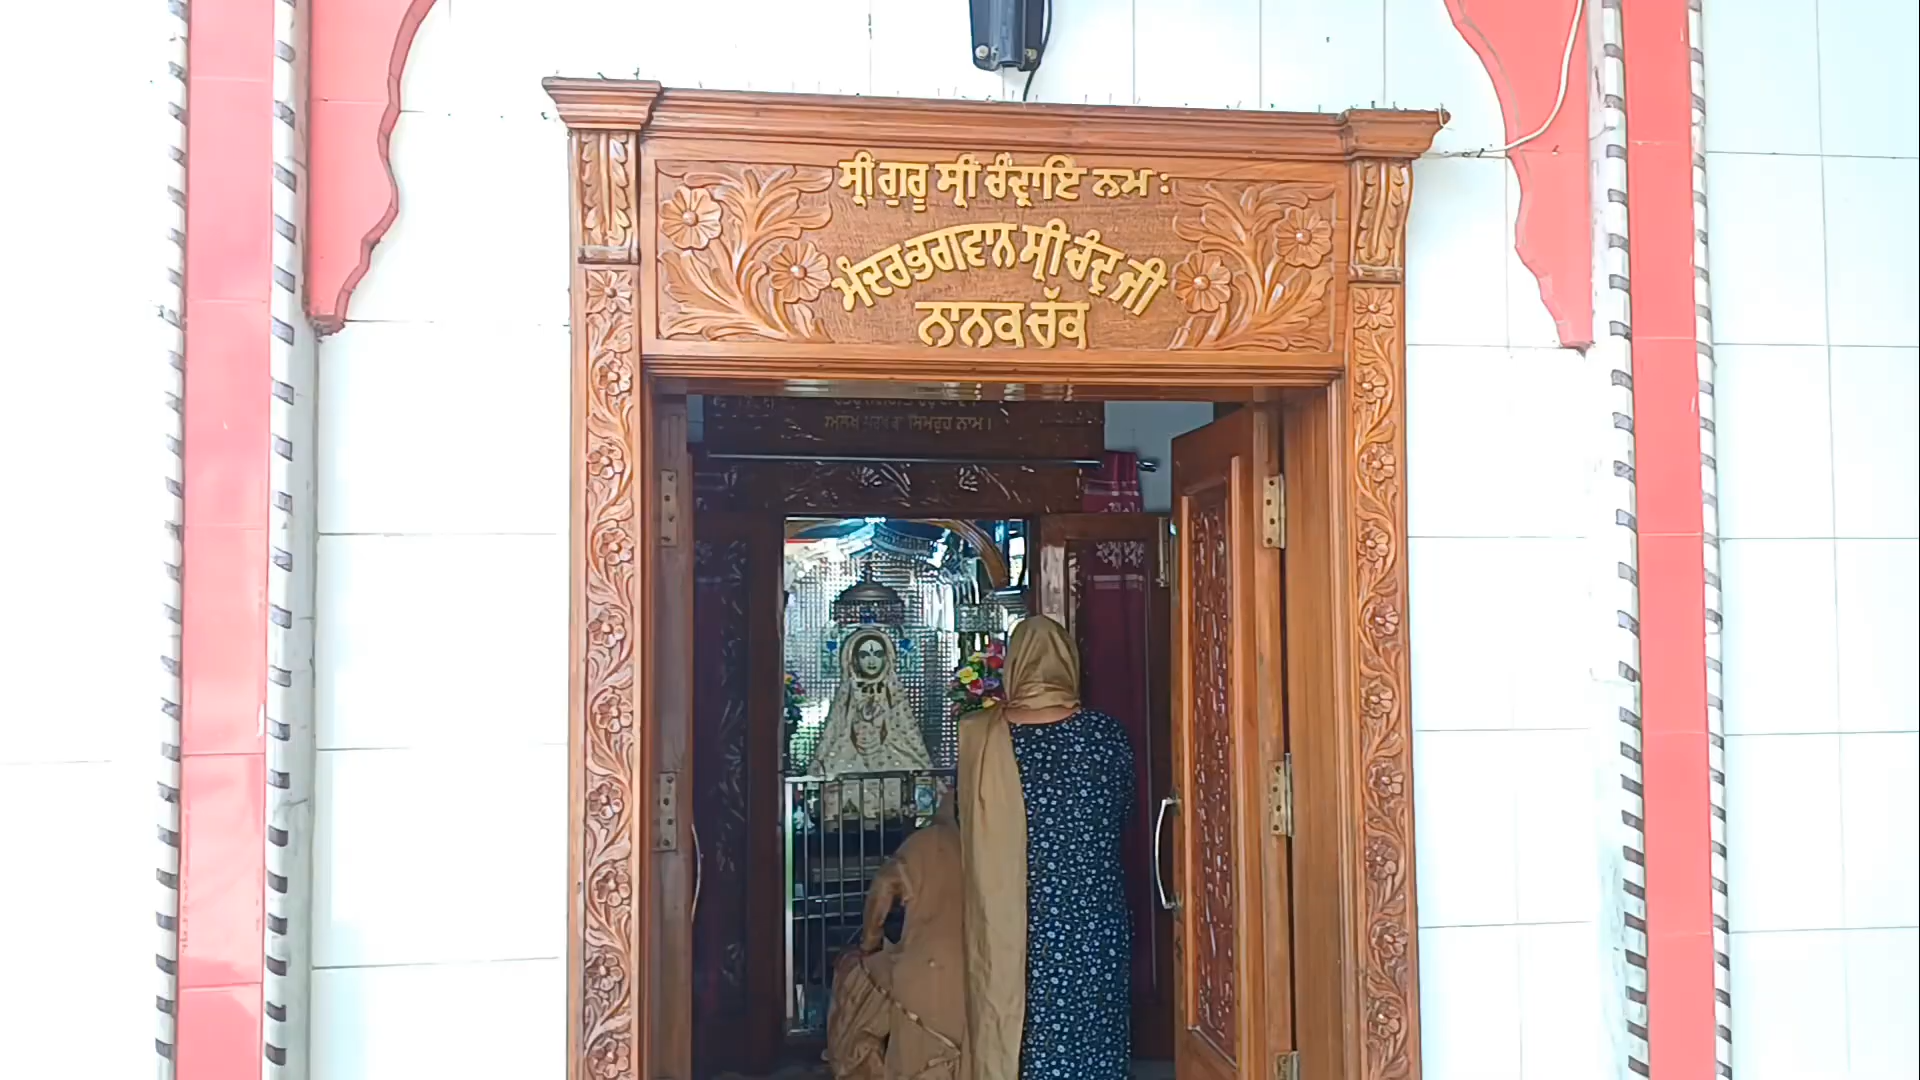 ਸ੍ਰੀ ਗੁਰੂ ਸ੍ਰੀ ਚੰਦ੍ਰਾਇ ਨਮ:
ਮੰਦਰ ਭਗਵਾਨ ਸ੍ਰੀ ਚੰਦ੍ਰ ਜੀ
ਨਾਨਕ ਚੱਕ
ਨਾਮ।